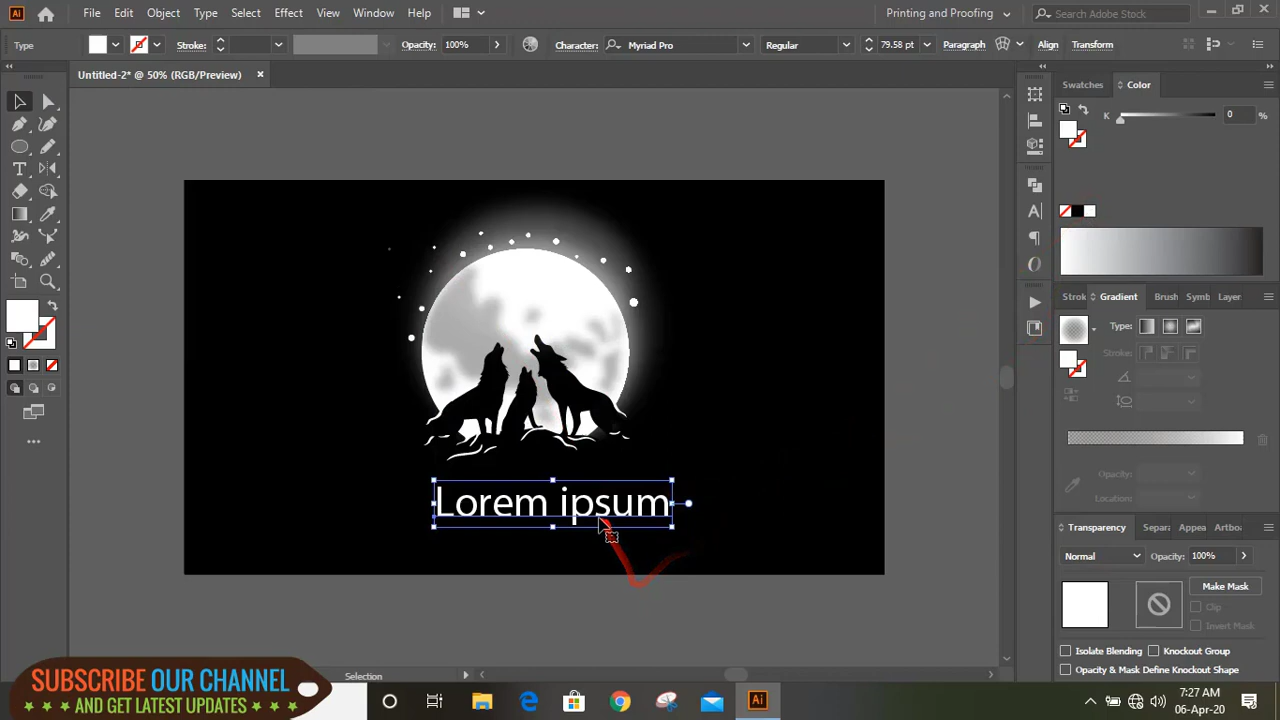 Ai File Edit Object Type Select Effect View Window Help Printing and Proofing Search Adobe Stock
Type Stroke: Opacity: 100% Character: Myriad Pro Regular 79.58 pt Paragraph Align Transform
Untitled-2* @ 50% (RGB/Preview)
Swatches Color
K 0 %
Strok Gradient Brush Symb Layer
Type:
Stroke:
Opacity:
Location:
Lorem ipsum
Transparency Separ Appea Artbo
Normal Opacity: 100%
Make Mask
Clip
Invert Mask
Isolate Blending Knockout Group
Opacity & Mask Define Knockout Shape
Selection
SUBSCRIBE OUR CHANNEL
AND GET LATEST UPDATES
Ai
7:27 AM
06-Apr-20